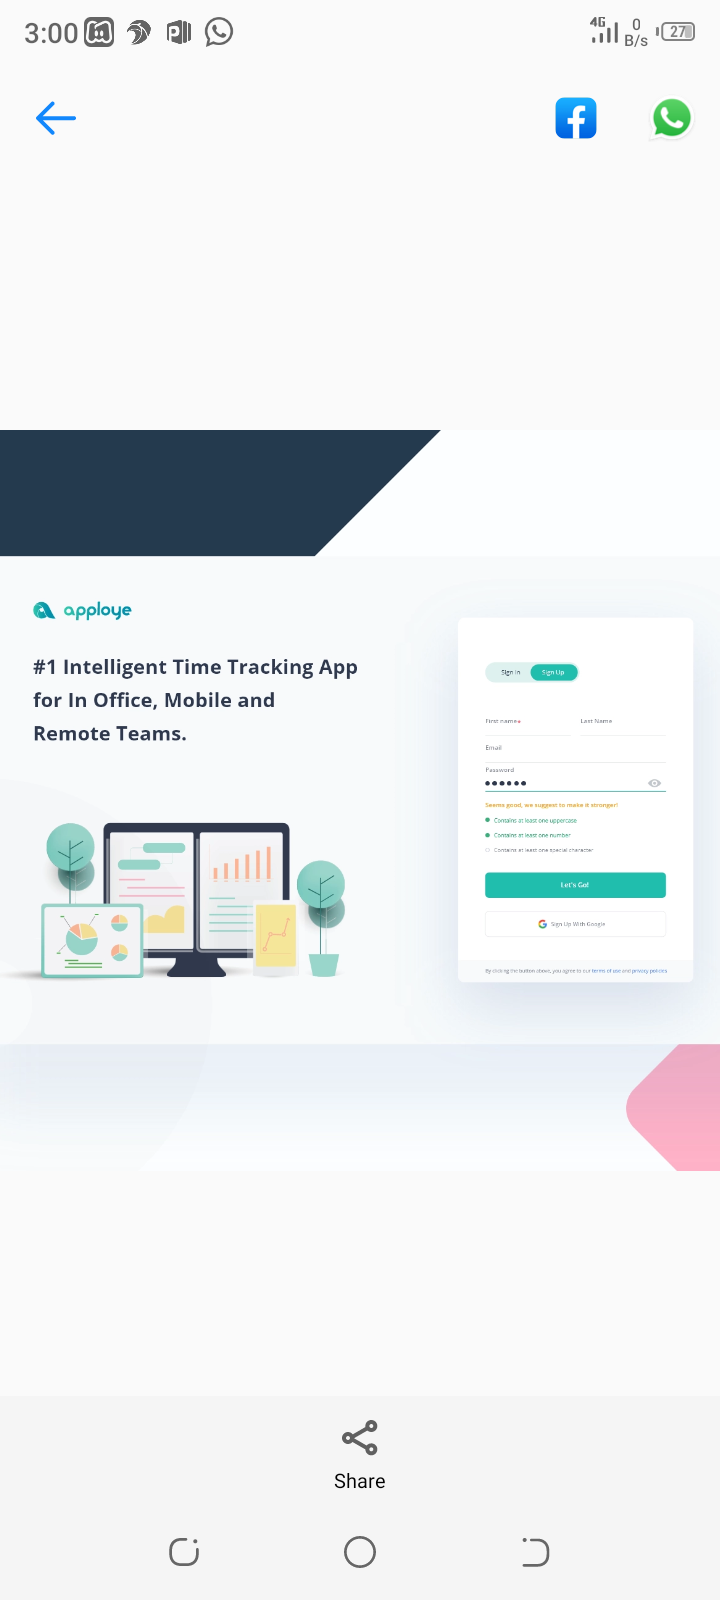 3:00
4G
0
B/s
27
apploye
#1 Intelligent Time Tracking App
for In Office, Mobile and
Remote Teams.
Sign In Sign Up
First name* Last Name
Email
Password
Seems good, we suggest to make it stronger!
Contains at least one uppercase
Contains at least one number
Contains at least one special character
Let's Go!
Sign Up With Google
By clicking the button above, you agree to our terms of use and privacy policies
Share